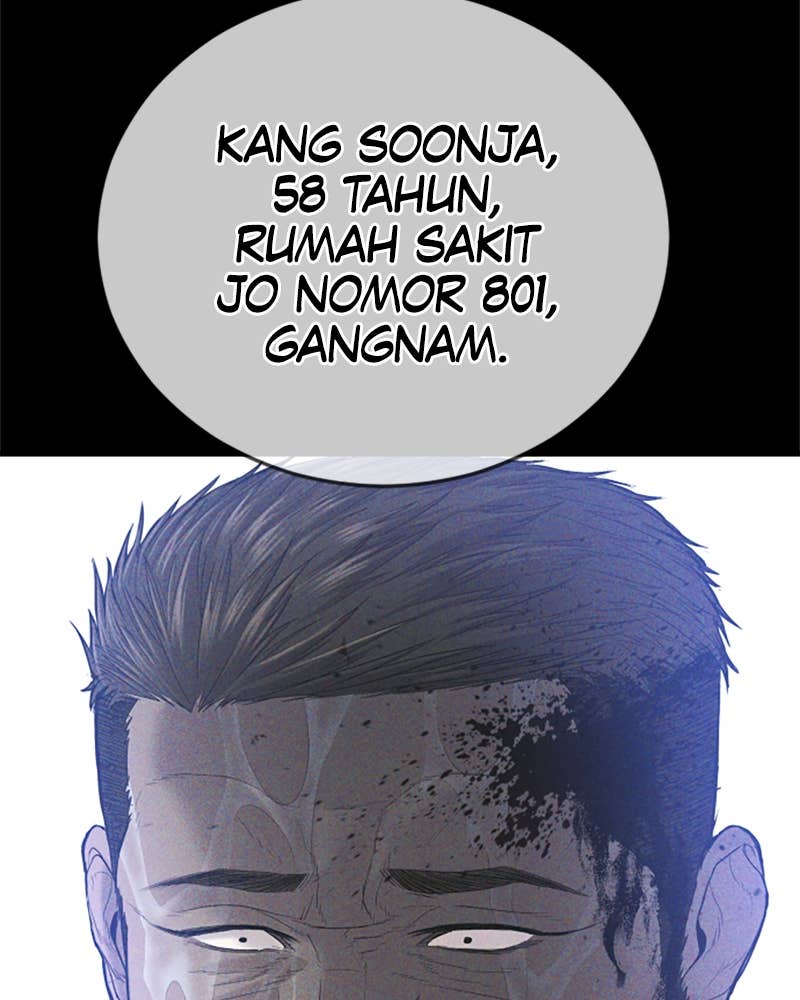 KANG SOONJA,
58 TAHUN,
RUMAH SAKIT
JO NOMOR 801,
GANGNAM.